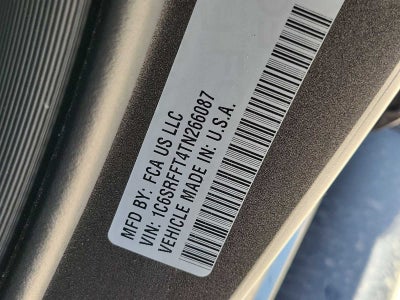 MFD BY: FCA US LLC
VIN: 1C6SRFFT4TN266087
VEHICLE MADE IN: U.S.A.